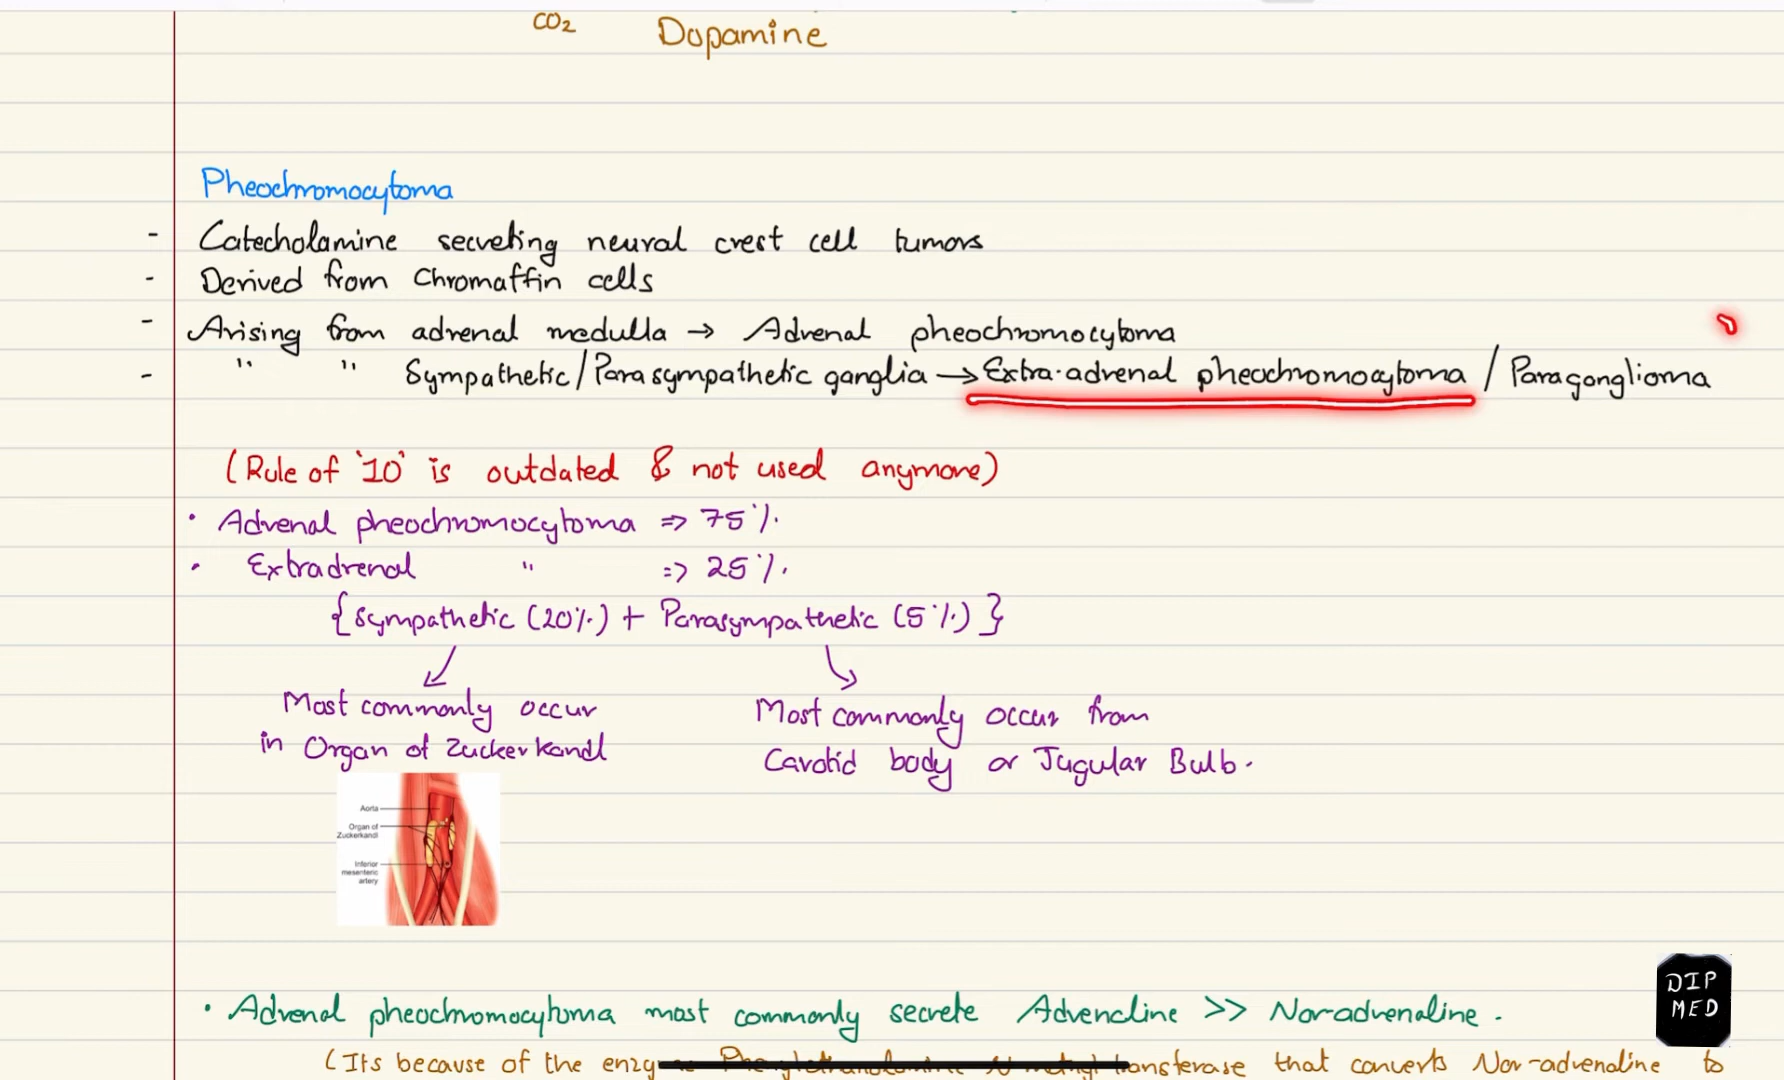 CO2 Dopamine
Pheochromocytoma
- Catecholamine secreting neural crest cell tumors
- Derived from Chromaffin cells
- Arising from adrenal medulla → Adrenal pheochromocytoma
- " " Sympathetic/Parasympathetic ganglia → Extra-adrenal pheochromocytoma / Paraganglioma
(Rule of '10' is outdated & not used anymore)
• Adrenal pheochromocytoma => 75%.
• Extradrenal " => 25%.
{Sympathetic (20%) + Parasympathetic (5%)}
Most commonly occur
in Organ of Zuckerkandl
Most commonly occur from
Carotid body or Jugular Bulb.
Aorta
Organ of
Zuckerkandl
Inferior
mesenteric
artery
• Adrenal pheochromocytoma most commonly secrete Adrenaline >> Nor-adrenaline.
(Its because of the that converts Nor-adrenaline to
DIP
MED